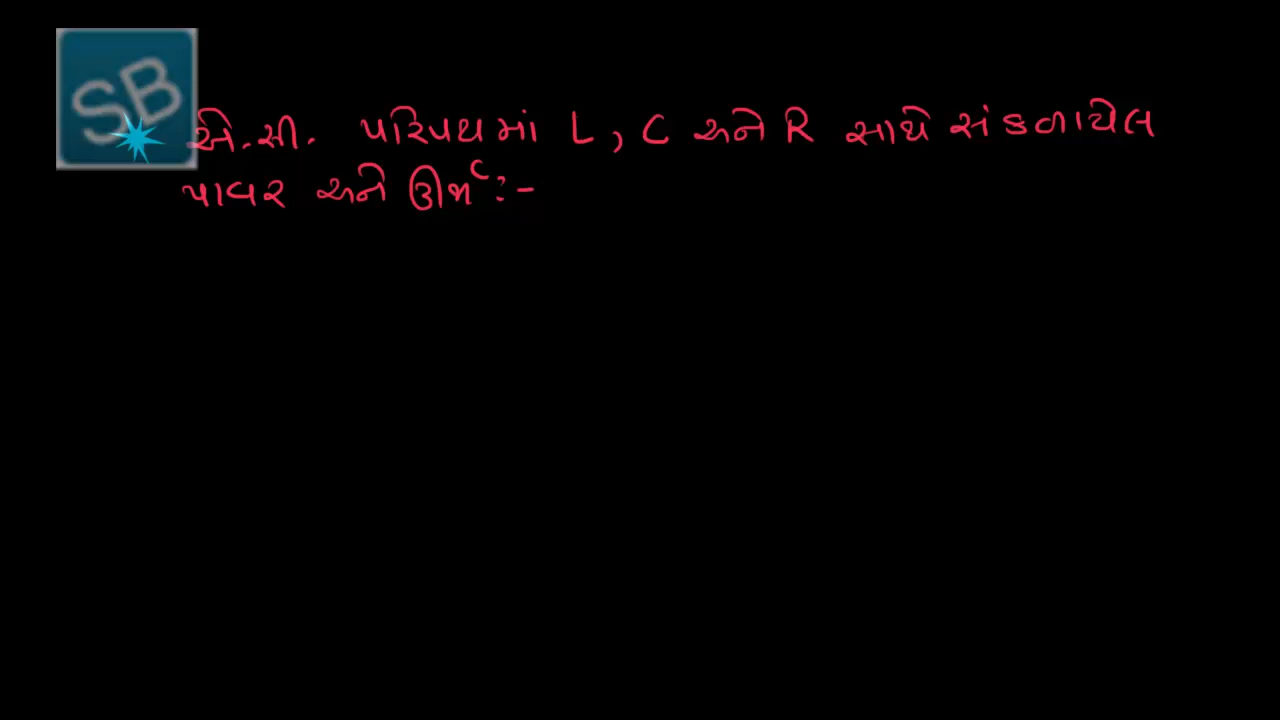 SB
એ.સી. પરિપથમાં L, C અને R સાથે સંકળાયેલ
પાવર અને ઊર્જા :-